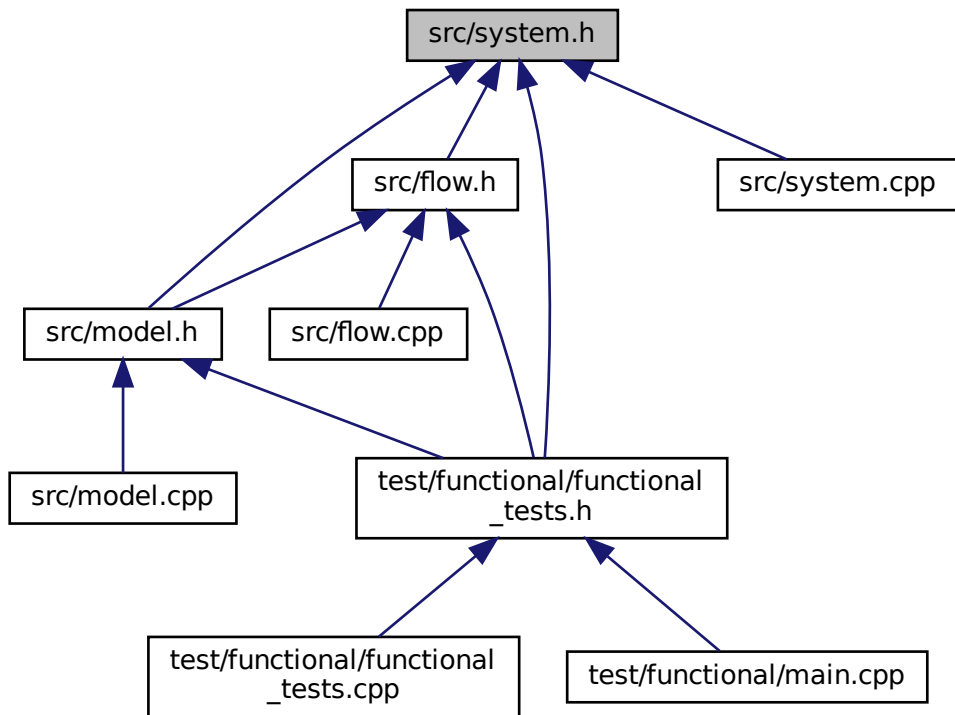 src/system.h
src/flow.h
src/system.cpp
src/model.h
src/flow.cpp
src/model.cpp
test/functional/functional
_tests.h
test/functional/functional
_tests.cpp
test/functional/main.cpp